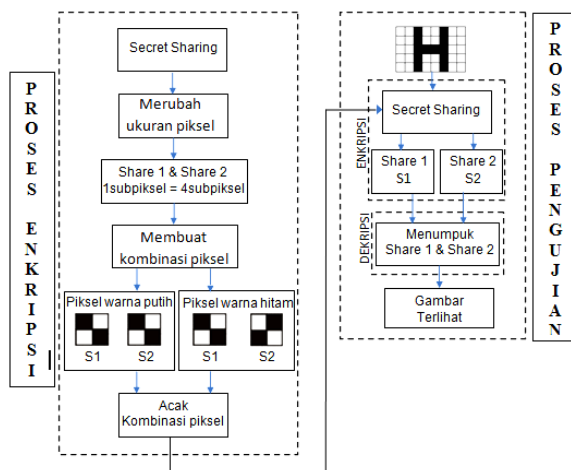 PROSES ENKRIPSI
Secret Sharing
Merubah
ukuran piksel
Share 1 & Share 2
1subpiksel = 4subpiksel
Membuat
kombinasi piksel
Piksel warna putih
S1 S2
Piksel warna hitam
S1 S2
Acak
Kombinasi piksel
H
ENKRIPSI
Secret Sharing
Share 1
S1
Share 2
S2
DEKRIPSI
Menumpuk
Share 1 & Share 2
Gambar
Terlihat
PROSES PENGUJIAN